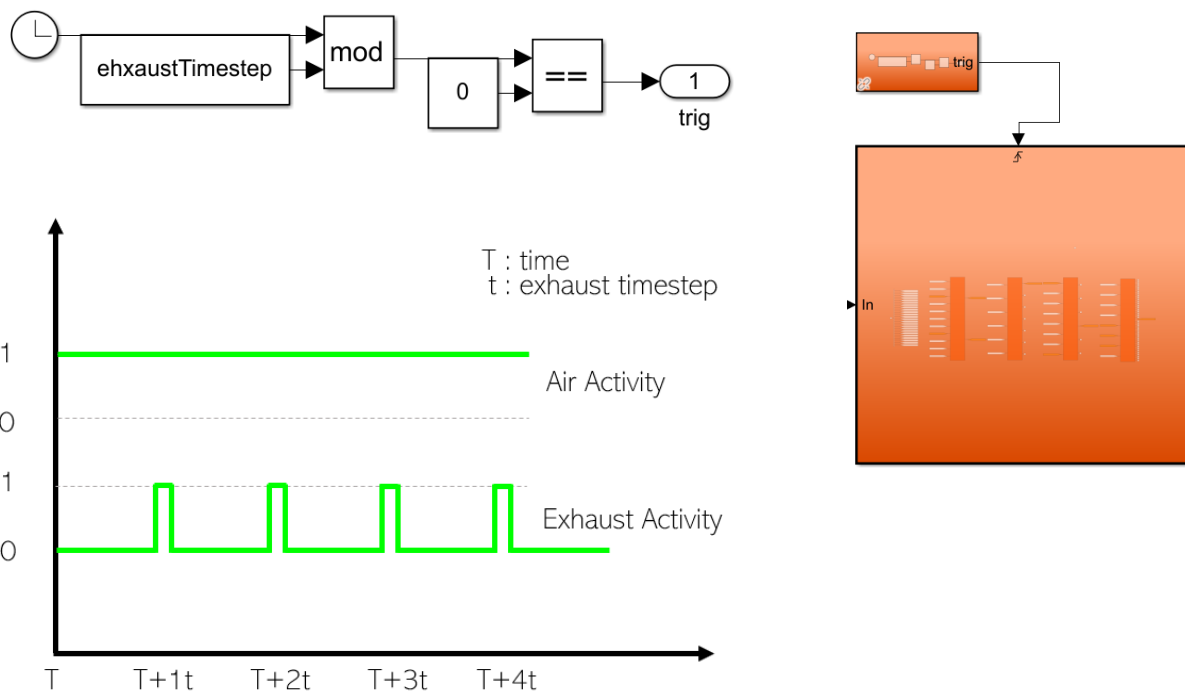 ehxaustTimestep
mod
0
==
1
trig
trig
In
T : time
t : exhaust timestep
1
Air Activity
0
1
Exhaust Activity
0
T T+1t T+2t T+3t T+4t